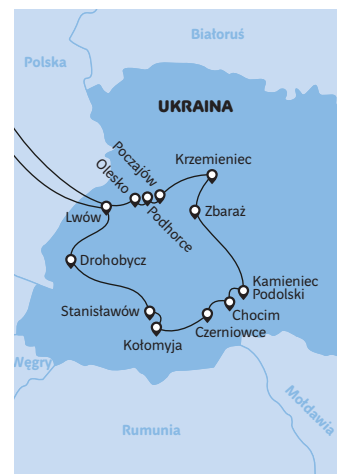 Białoruś
Polska
UKRAINA
Krzemieniec
Poczajów
Olesko
Podhorce
Lwów
Zbaraż
Drohobycz
Kamieniec
Podolski
Chocim
Stanisławów
Czerniowce
Kołomyja
Węgry
Mołdawia
Rumunia